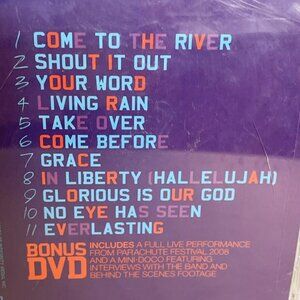 1 COME TO THE RIVER
2 SHOUT IT OUT
3 YOUR WORD
4 LIVING RAIN
5 TAKE OVER
6 COME BEFORE
7 GRACE
8 IN LIBERTY (HALLELUJAH)
9 GLORIOUS IS OUR GOD
10 NO EYE HAS SEEN
11 EVERLASTING
BONUS DVD
INCLUDES A FULL LIVE PERFORMANCE
FROM PARACHUTE FESTIVAL 2008
AND A MINI-DOCO FEATURING
INTERVIEWS WITH THE BAND AND
BEHIND THE SCENES FOOTAGE